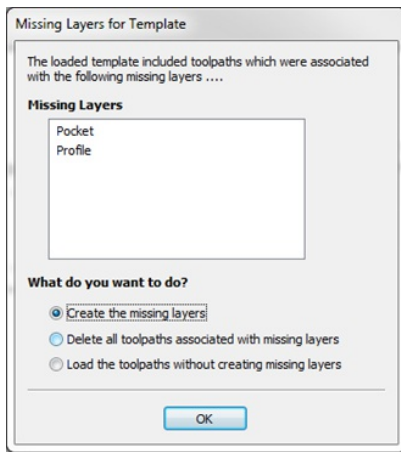 Missing Layers for Template
The loaded template included toolpaths which were associated
with the following missing layers ....
Missing Layers
Pocket
Profile
What do you want to do?
Create the missing layers
Delete all toolpaths associated with missing layers
Load the toolpaths without creating missing layers
OK